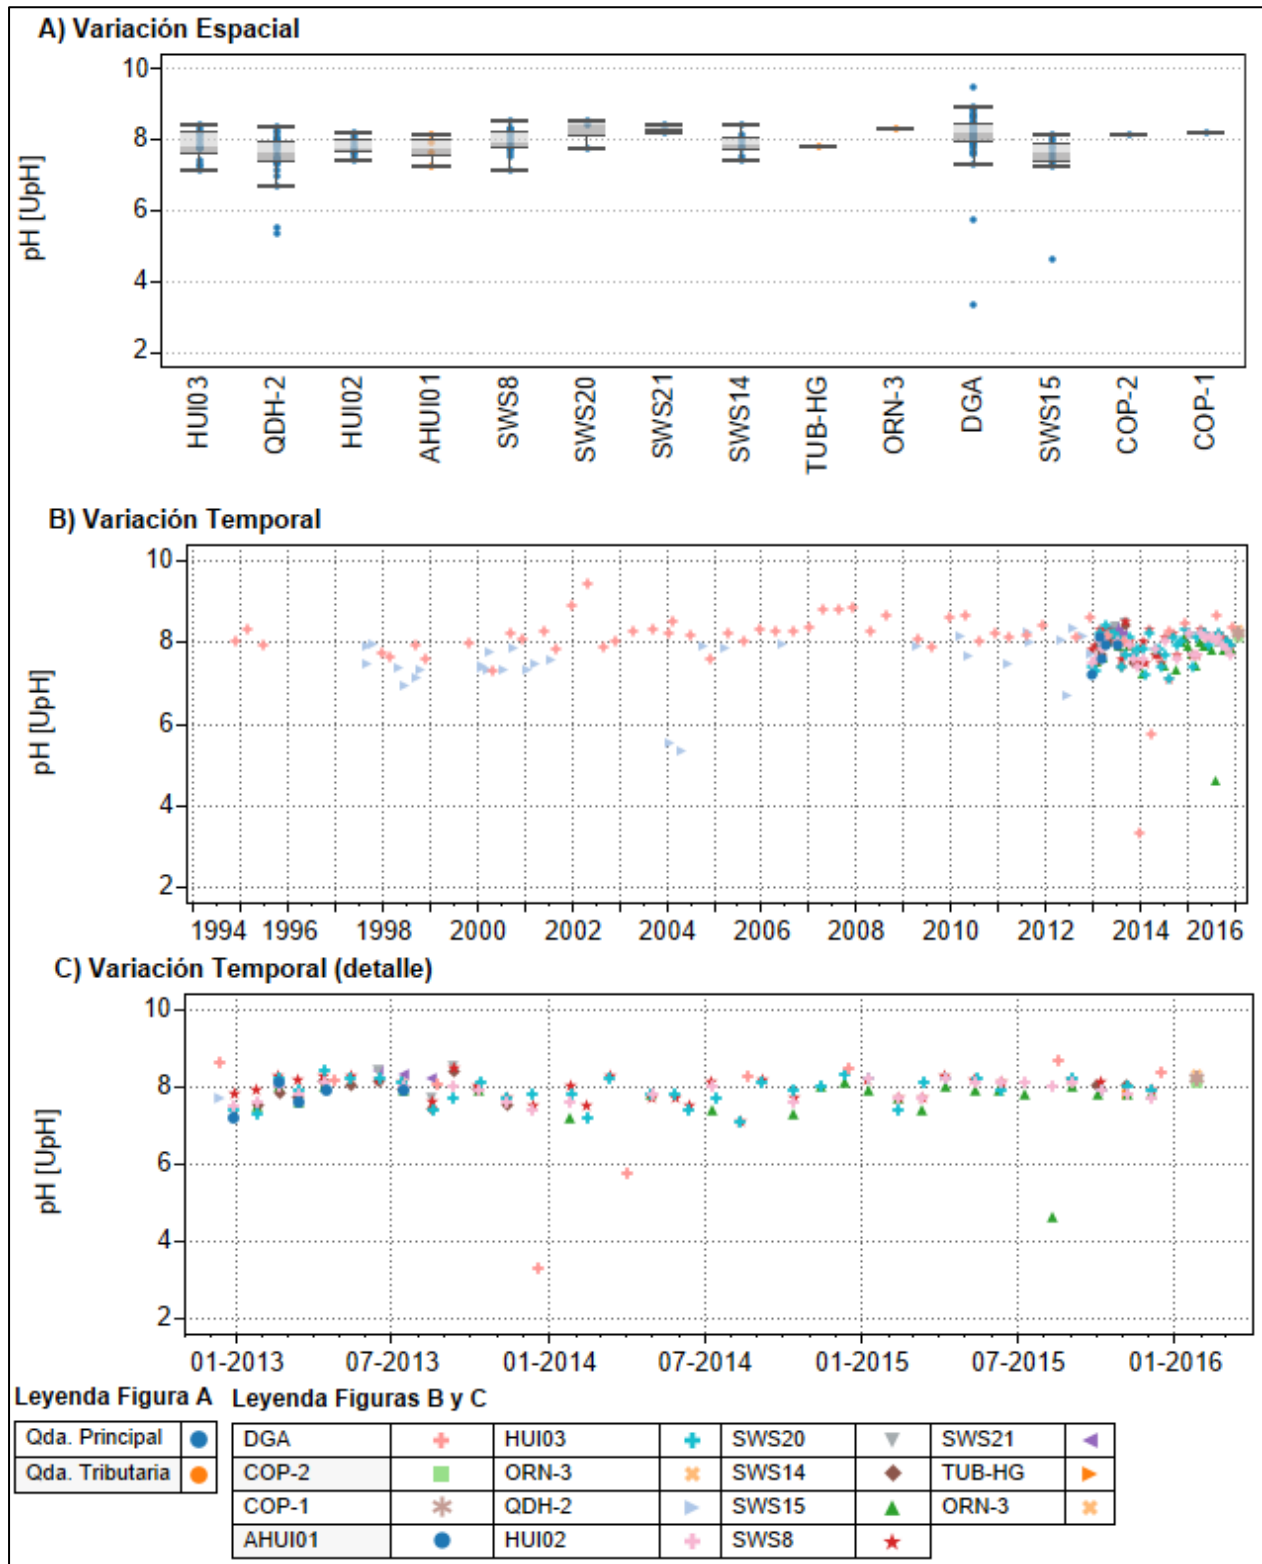 A) Variación Espacial
pH [UpH]
10
8
6
4
2
HUI03
QDH-2
HUI02
AHUI01
SWS8
SWS20
SWS21
SWS14
TUB-HG
ORN-3
DGA
SWS15
COP-2
COP-1
B) Variación Temporal
pH [UpH]
10
8
6
4
2
1994 1996 1998 2000 2002 2004 2006 2008 2010 2012 2014 2016
C) Variación Temporal (detalle)
pH [UpH]
10
8
6
4
2
01-2013 07-2013 01-2014 07-2014 01-2015 07-2015 01-2016
Leyenda Figura A
Qda. Principal
Qda. Tributaria
Leyenda Figuras B y C
DGA HUI03 SWS20 SWS21
COP-2 ORN-3 SWS14 TUB-HG
COP-1 QDH-2 SWS15 ORN-3
AHUI01 HUI02 SWS8